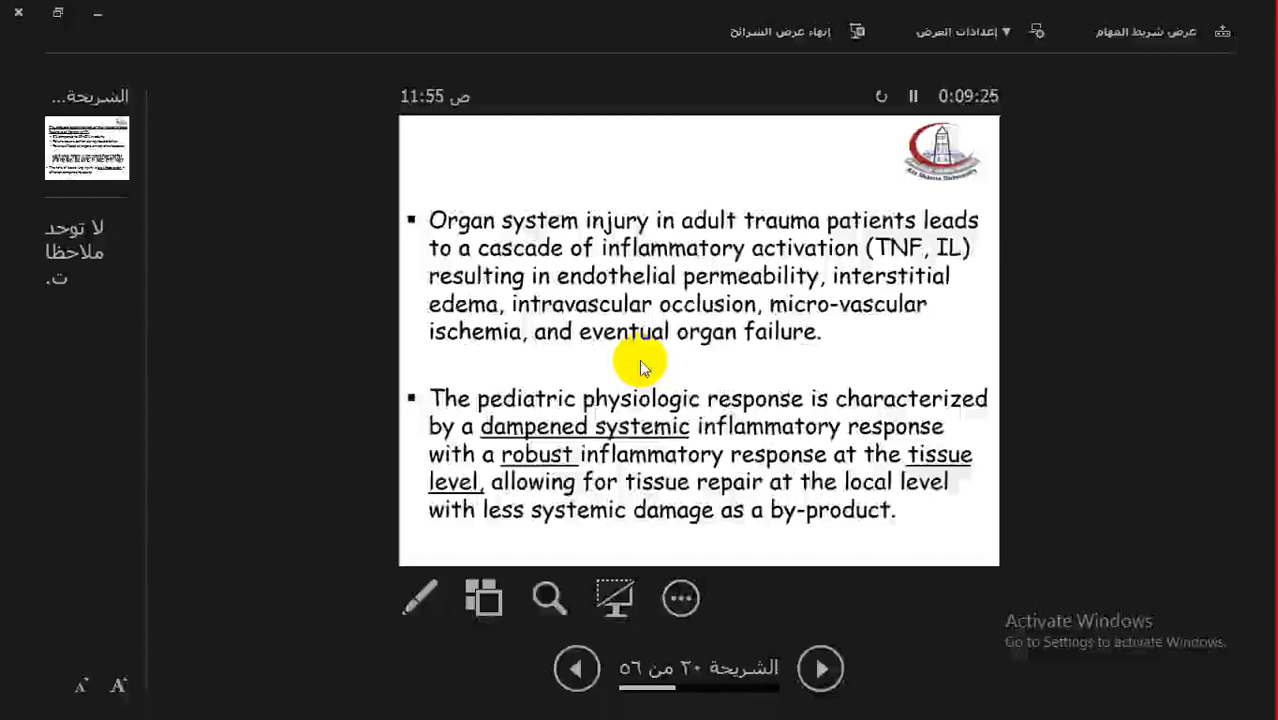 إنهاء عرض الشرائح
إعدادات العرض ▼
عرض شريط المهام
الشريحة...
11:55 ص
0:09:25
Ain Shams University
▪ Organ system injury in adult trauma patients leads
to a cascade of inflammatory activation (TNF, IL)
resulting in endothelial permeability, interstitial
edema, intravascular occlusion, micro-vascular
ischemia, and eventual organ failure.
▪ The pediatric physiologic response is characterized
by a dampened systemic inflammatory response
with a robust inflammatory response at the tissue
level, allowing for tissue repair at the local level
with less systemic damage as a by-product.
لا توجد
ملاحظا
ت.
Activate Windows
Go to Settings to activate Windows.
الشريحة ٢٠ من ٥٦
A A